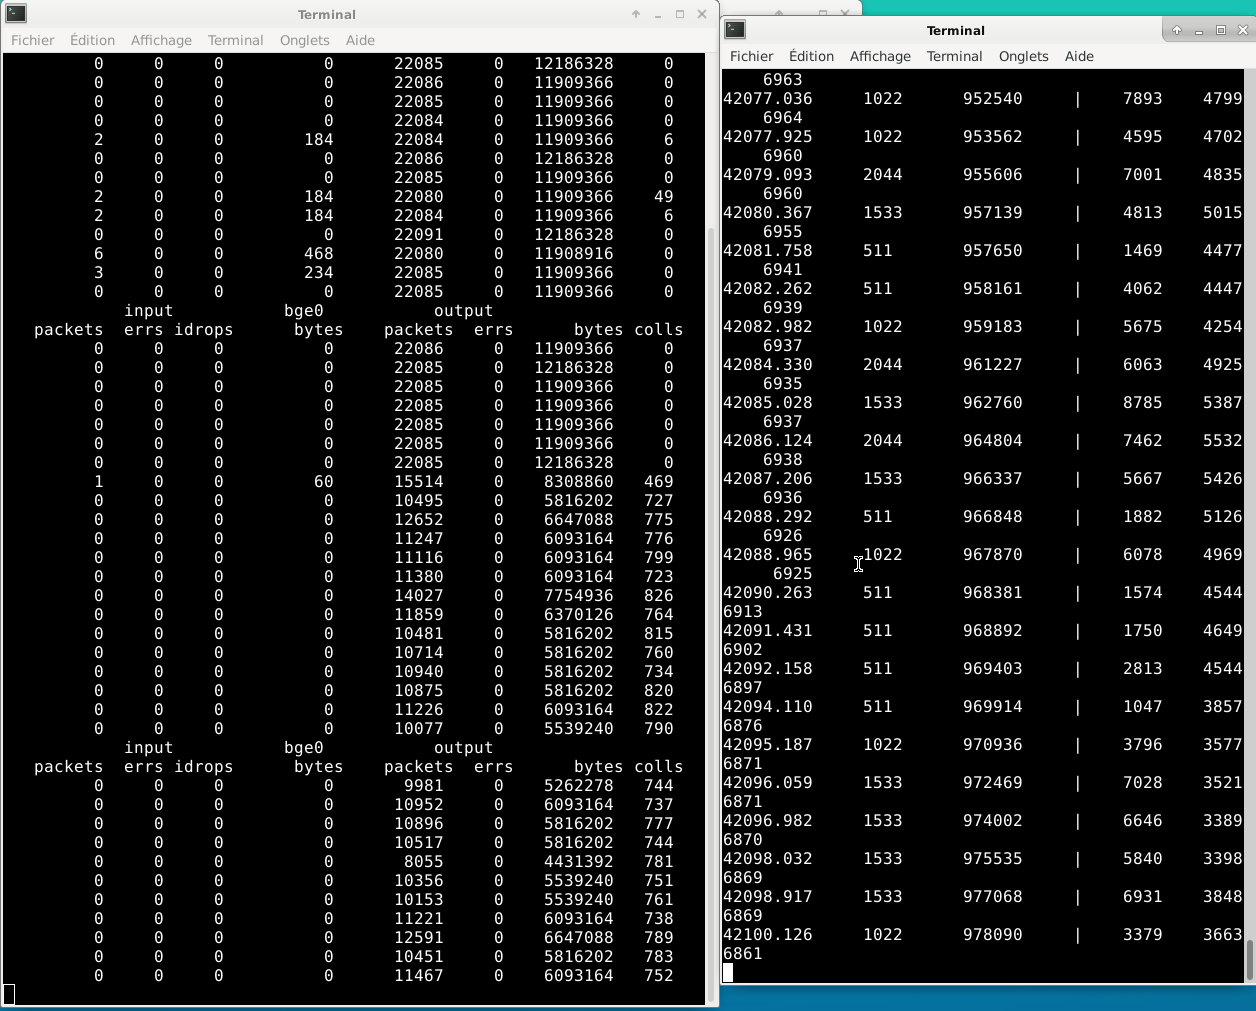 Terminal
Fichier Édition Affichage Terminal Onglets Aide
0 0 0 0 22085 0 12186328 0
0 0 0 0 22086 0 11909366 0
0 0 0 0 22085 0 11909366 0
0 0 0 0 22084 0 11909366 0
2 0 0 184 22084 0 11909366 6
0 0 0 0 22086 0 12186328 0
0 0 0 0 22085 0 11909366 0
2 0 0 184 22080 0 11909366 49
2 0 0 184 22084 0 11909366 6
0 0 0 0 22091 0 12186328 0
6 0 0 468 22080 0 11908916 0
3 0 0 234 22085 0 11909366 0
0 0 0 0 22085 0 11909366 0
input bge0 output
packets errs idrops bytes packets errs bytes colls
0 0 0 0 22086 0 11909366 0
0 0 0 0 22085 0 12186328 0
0 0 0 0 22085 0 11909366 0
0 0 0 0 22085 0 11909366 0
0 0 0 0 22085 0 11909366 0
0 0 0 0 22085 0 11909366 0
0 0 0 0 22085 0 12186328 0
1 0 0 60 15514 0 8308860 469
0 0 0 0 10495 0 5816202 727
0 0 0 0 12652 0 6647088 775
0 0 0 0 11247 0 6093164 776
0 0 0 0 11116 0 6093164 799
0 0 0 0 11380 0 6093164 723
0 0 0 0 14027 0 7754936 826
0 0 0 0 11859 0 6370126 764
0 0 0 0 10481 0 5816202 815
0 0 0 0 10714 0 5816202 760
0 0 0 0 10940 0 5816202 734
0 0 0 0 10875 0 5816202 820
0 0 0 0 11226 0 6093164 822
0 0 0 0 10077 0 5539240 790
input bge0 output
packets errs idrops bytes packets errs bytes colls
0 0 0 0 9981 0 5262278 744
0 0 0 0 10952 0 6093164 737
0 0 0 0 10896 0 5816202 777
0 0 0 0 10517 0 5816202 744
0 0 0 0 8055 0 4431392 781
0 0 0 0 10356 0 5539240 751
0 0 0 0 10153 0 5539240 761
0 0 0 0 11221 0 6093164 738
0 0 0 0 12591 0 6647088 789
0 0 0 0 10451 0 5816202 783
0 0 0 0 11467 0 6093164 752
Terminal
Fichier Édition Affichage Terminal Onglets Aide
6963
42077.036 1022 952540 | 7893 4799
6964
42077.925 1022 953562 | 4595 4702
6960
42079.093 2044 955606 | 7001 4835
6960
42080.367 1533 957139 | 4813 5015
6955
42081.758 511 957650 | 1469 4477
6941
42082.262 511 958161 | 4062 4447
6939
42082.982 1022 959183 | 5675 4254
6937
42084.330 2044 961227 | 6063 4925
6935
42085.028 1533 962760 | 8785 5387
6937
42086.124 2044 964804 | 7462 5532
6938
42087.206 1533 966337 | 5667 5426
6936
42088.292 511 966848 | 1882 5126
6926
42088.965 1022 967870 | 6078 4969
6925
42090.263 511 968381 | 1574 4544
6913
42091.431 511 968892 | 1750 4649
6902
42092.158 511 969403 | 2813 4544
6897
42094.110 511 969914 | 1047 3857
6876
42095.187 1022 970936 | 3796 3577
6871
42096.059 1533 972469 | 7028 3521
6871
42096.982 1533 974002 | 6646 3389
6870
42098.032 1533 975535 | 5840 3398
6869
42098.917 1533 977068 | 6931 3848
6869
42100.126 1022 978090 | 3379 3663
6861